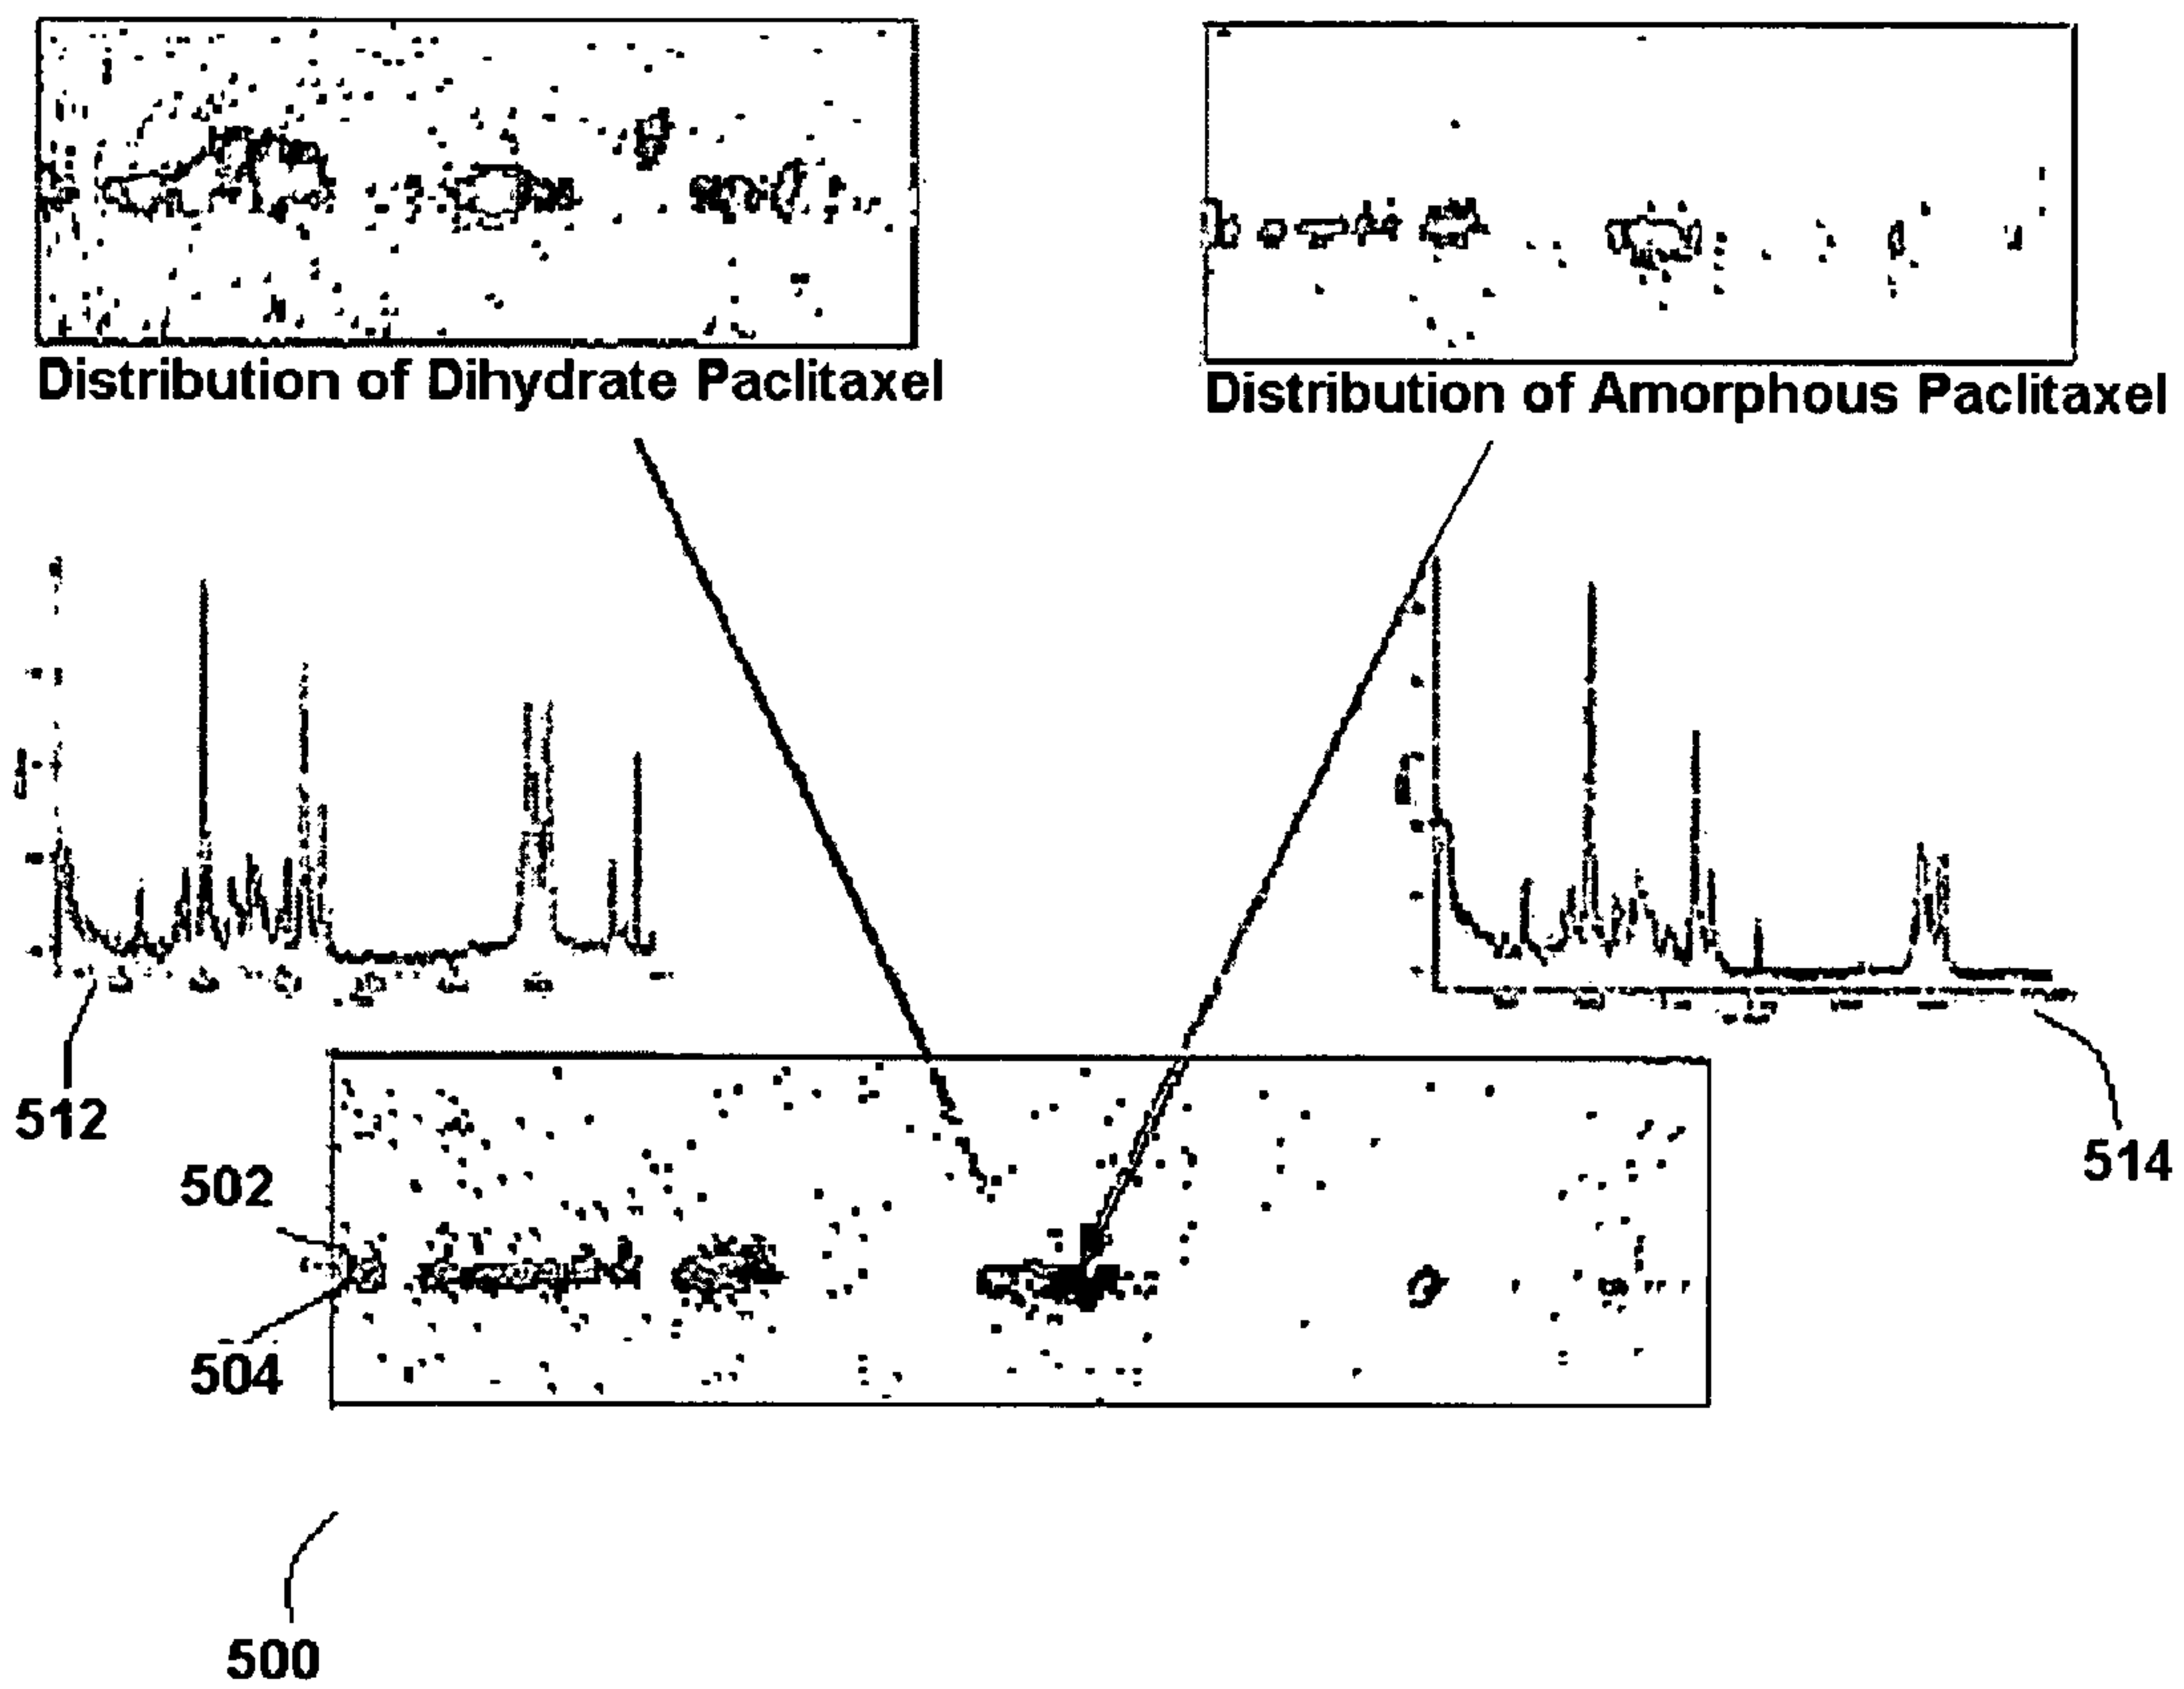 Distribution of Dihydrate Paclitaxel
Distribution of Amorphous Paclitaxel
512
514
502
504
500